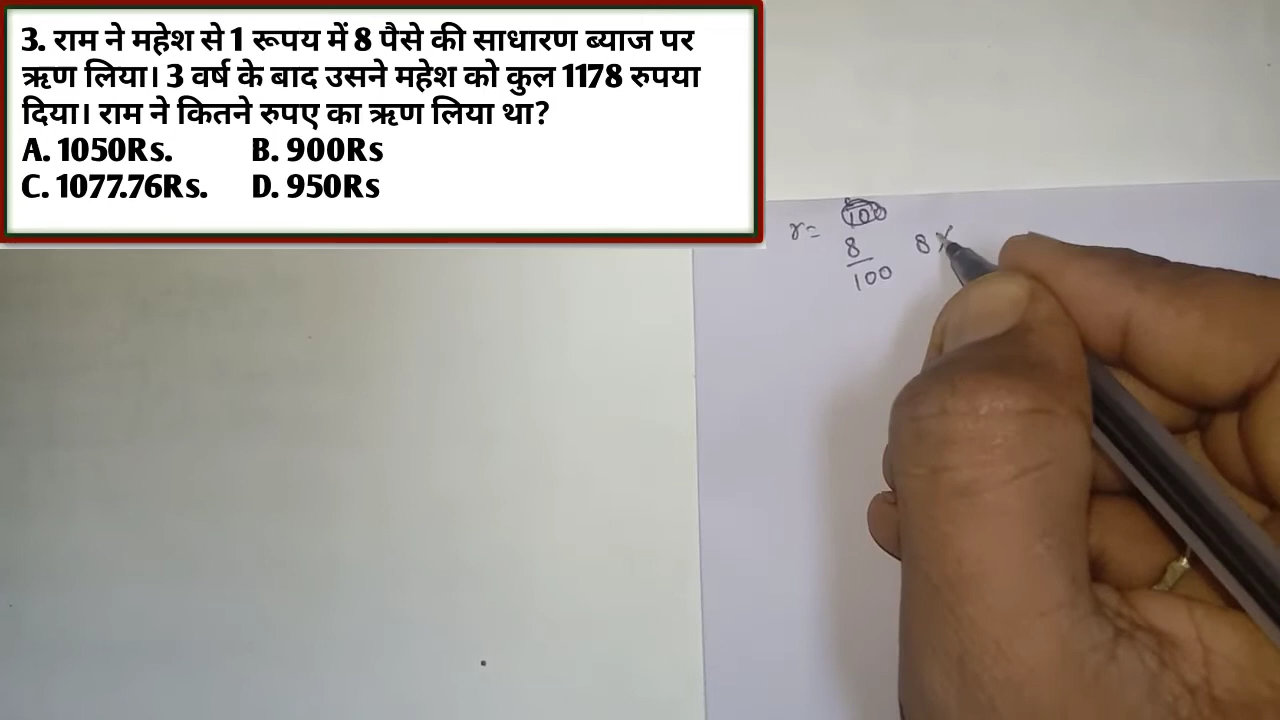 3. राम ने महेश से 1 रूपय में 8 पैसे की साधारण ब्याज पर
ऋण लिया। 3 वर्ष के बाद उसने महेश को कुल 1178 रुपया
दिया। राम ने कितने रुपए का ऋण लिया था?
A. 1050Rs. B. 900Rs
C. 1077.76Rs. D. 950Rs
100
r= 8 8%
100